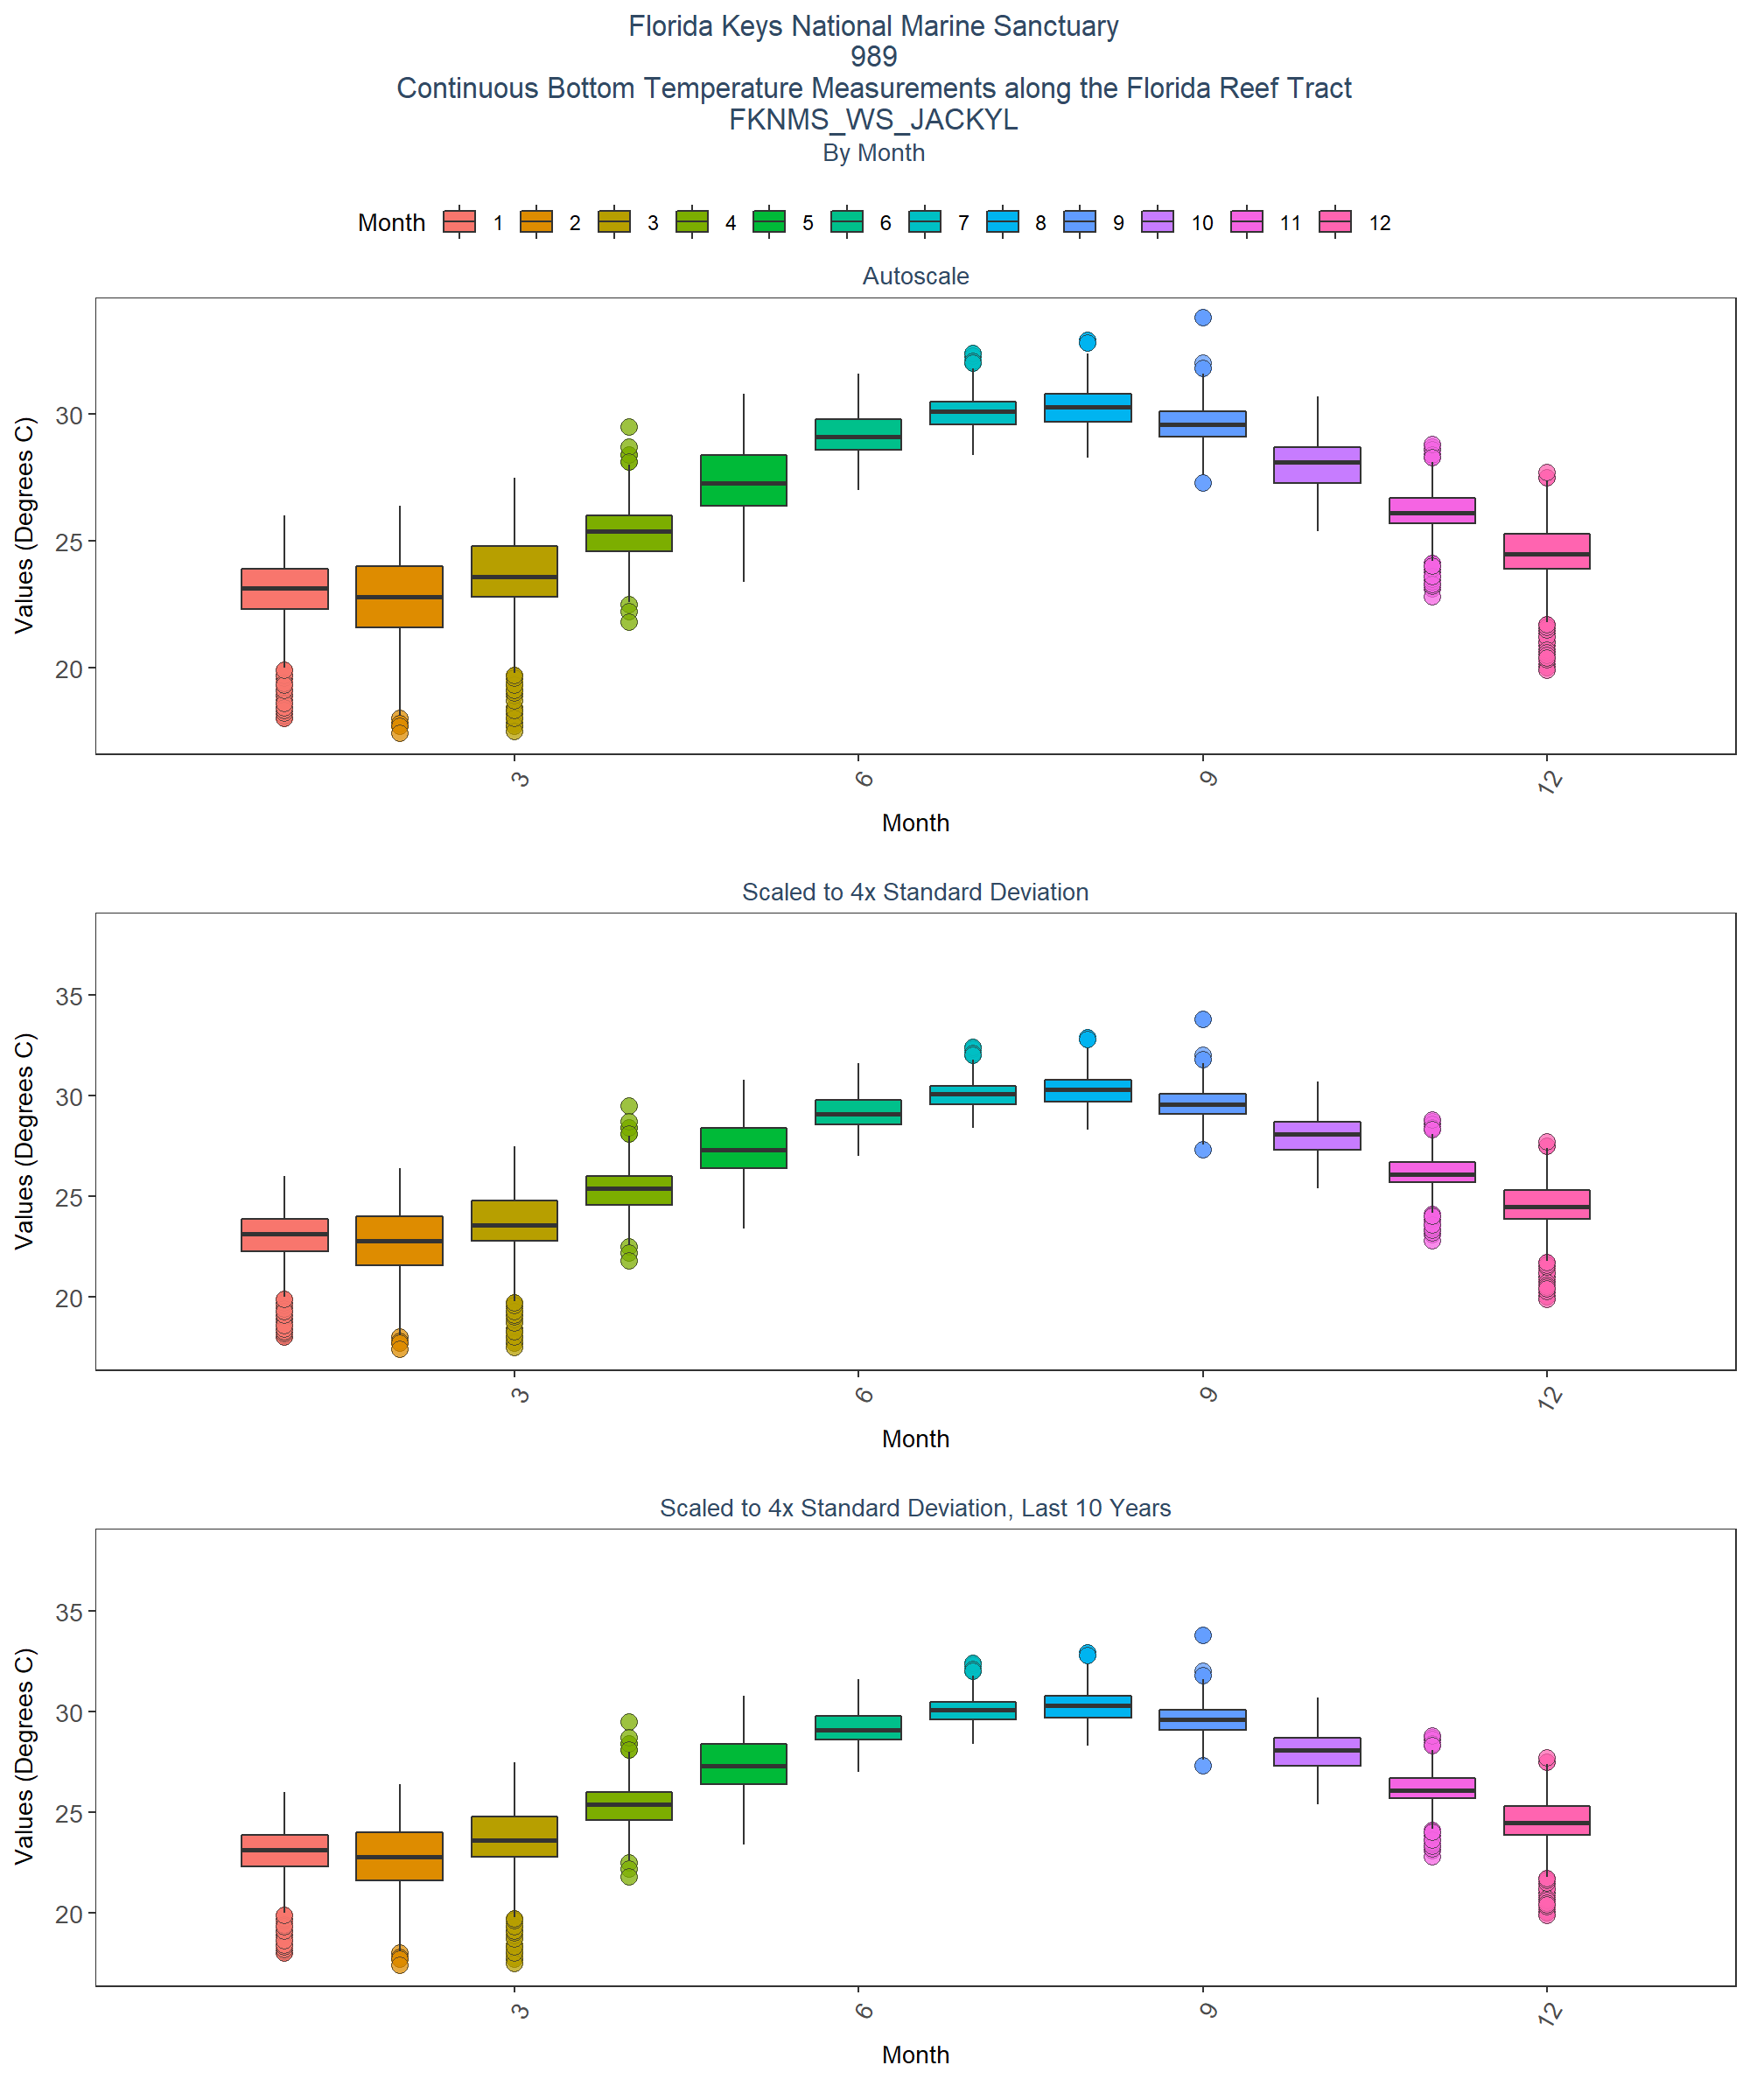 Florida Keys National Marine Sanctuary
989
Continuous Bottom Temperature Measurements along the Florida Reef Tract
FKNMS_WS_JACKYL
By Month
Month 1 2 3 4 5 6 7 8 9 10 11 12
Autoscale
Values (Degrees C)
30
25
20
3 6 9 12
Month
Scaled to 4x Standard Deviation
Values (Degrees C)
35
30
25
20
3 6 9 12
Month
Scaled to 4x Standard Deviation, Last 10 Years
Values (Degrees C)
35
30
25
20
3 6 9 12
Month